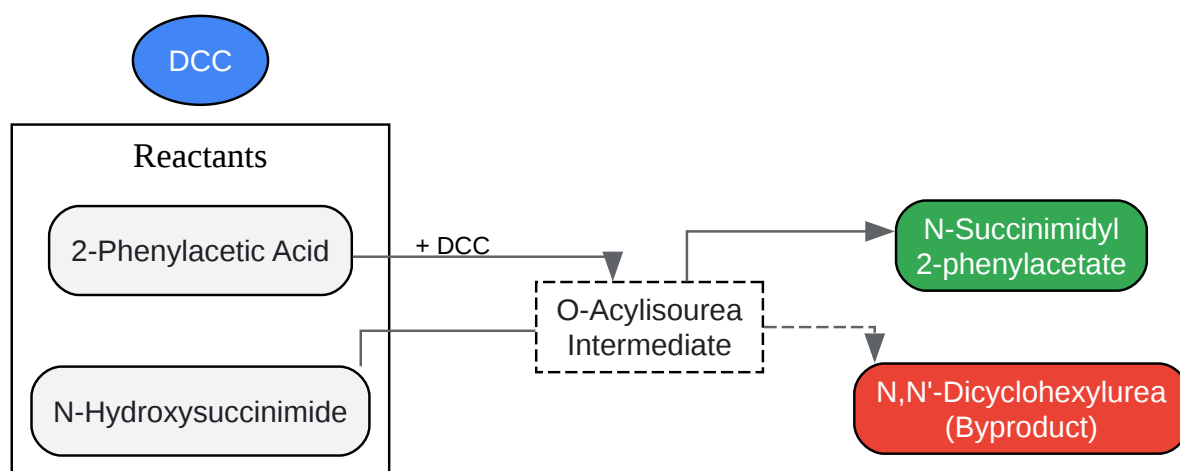 DCC
Reactants
2-Phenylacetic Acid
+ DCC
N-Succinimidyl
2-phenylacetate
O-Acylisourea
Intermediate
N-Hydroxysuccinimide
N,N'-Dicyclohexylurea
(Byproduct)